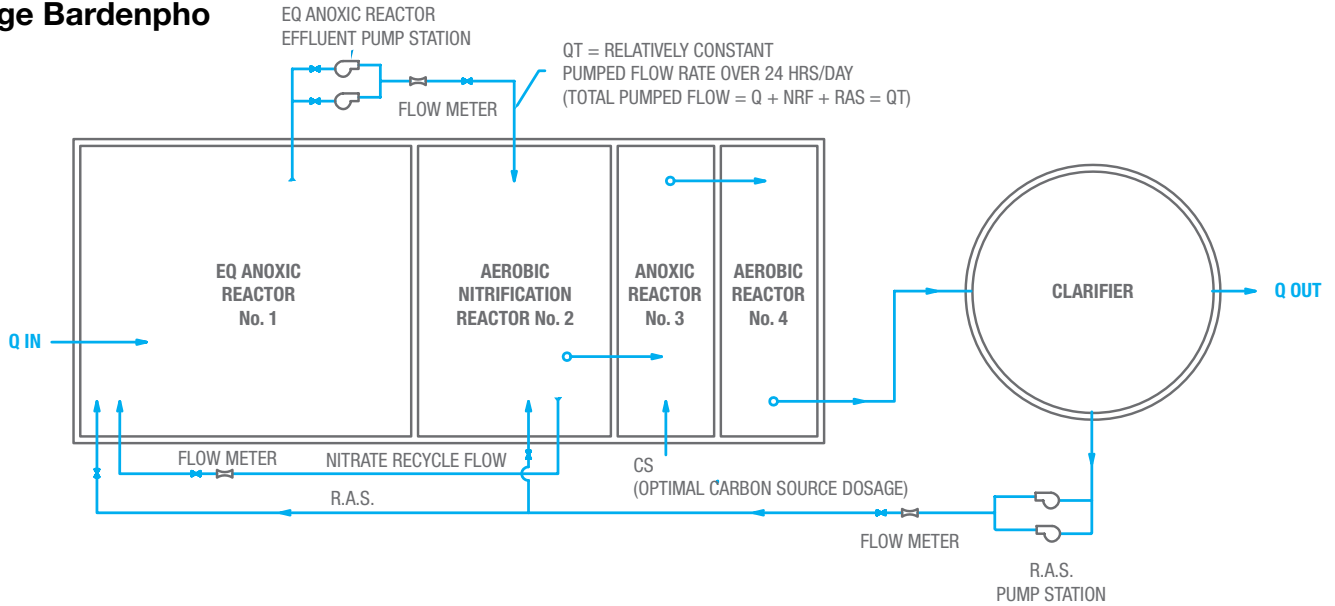 ge Bardenpho
EQ ANOXIC REACTOR
EFFLUENT PUMP STATION
QT = RELATIVELY CONSTANT
PUMPED FLOW RATE OVER 24 HRS/DAY
(TOTAL PUMPED FLOW = Q + NRF + RAS = QT)
FLOW METER
EQ ANOXIC
REACTOR
No. 1
AEROBIC
NITRIFICATION
REACTOR No. 2
ANOXIC
REACTOR
No. 3
AEROBIC
REACTOR
No. 4
CLARIFIER
Q OUT
Q IN
FLOW METER
NITRATE RECYCLE FLOW
CS
(OPTIMAL CARBON SOURCE DOSAGE)
R.A.S.
FLOW METER
R.A.S.
PUMP STATION